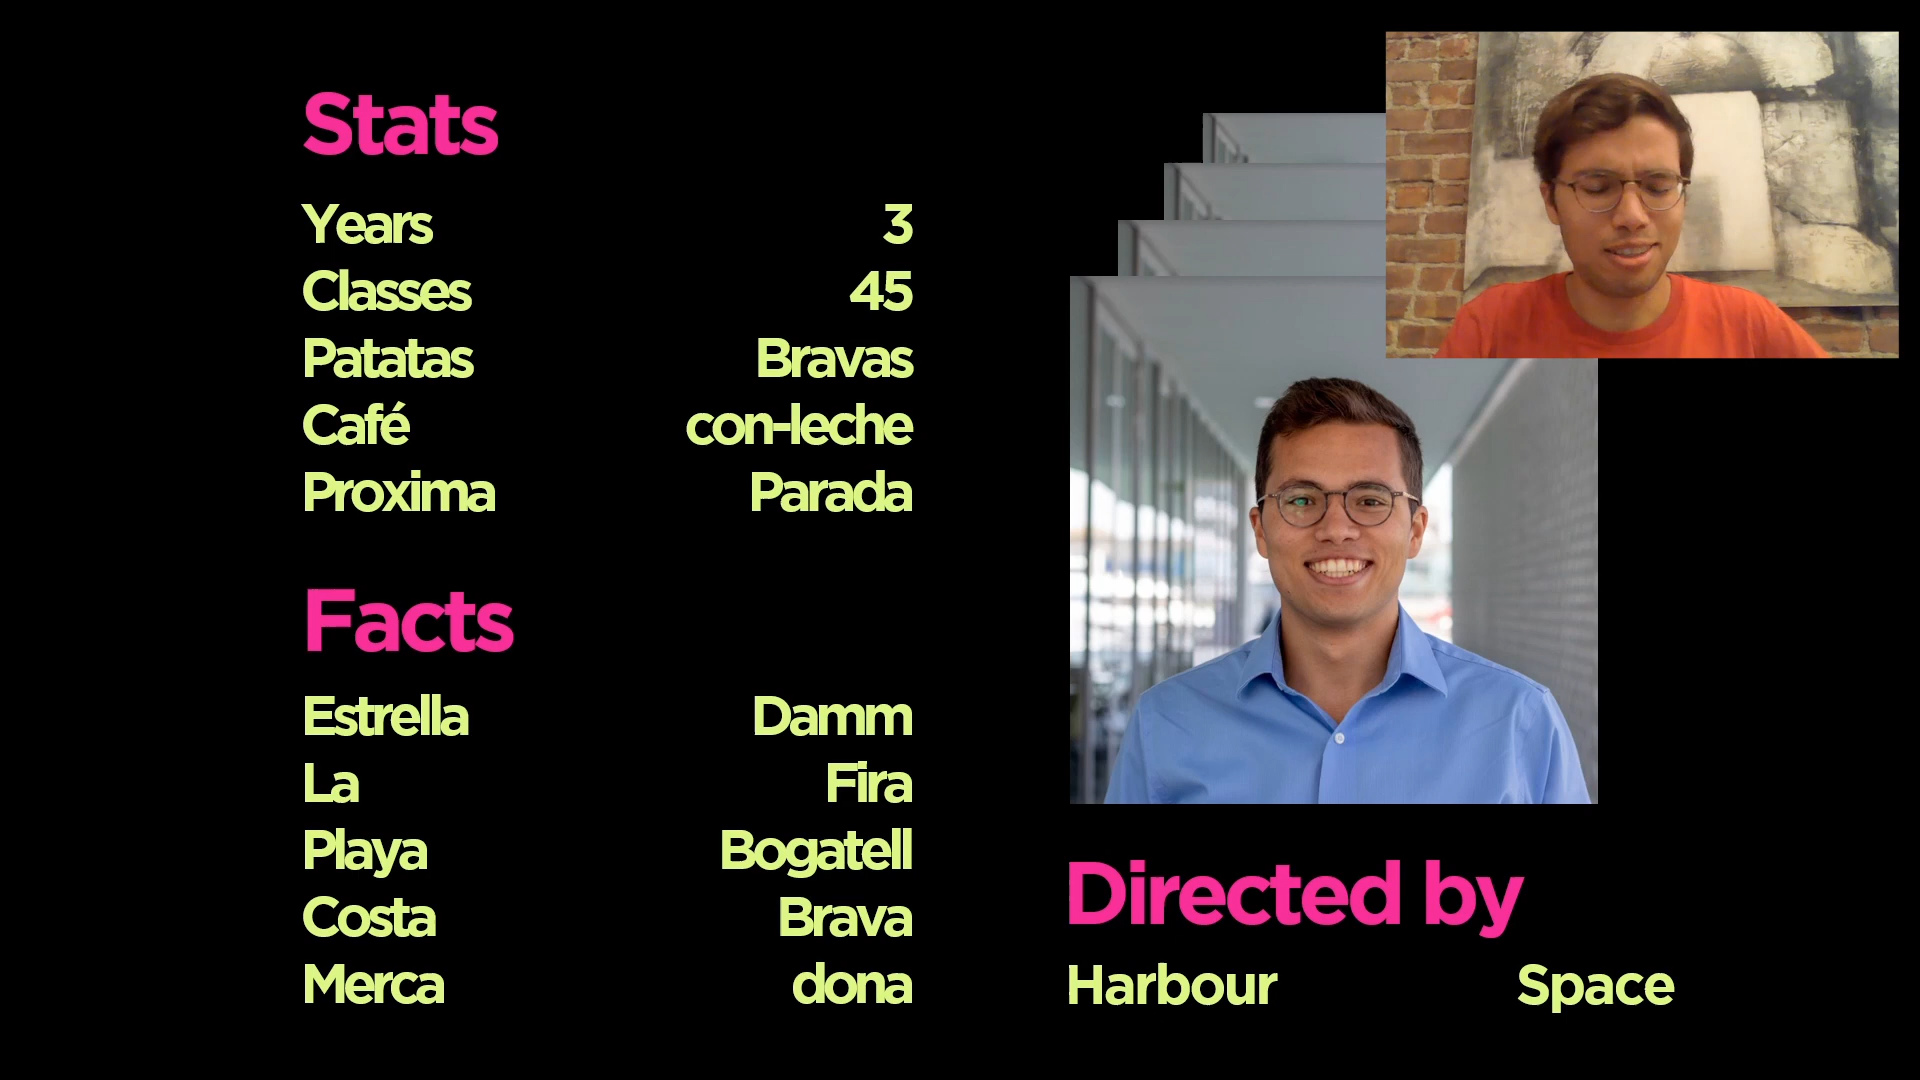 Stats
Years 3
Classes 45
Patatas Bravas
Café con-leche
Proxima Parada
Facts
Estrella Damm
La Fira
Playa Bogatell
Costa Brava
Merca dona
Directed by
Harbour Space